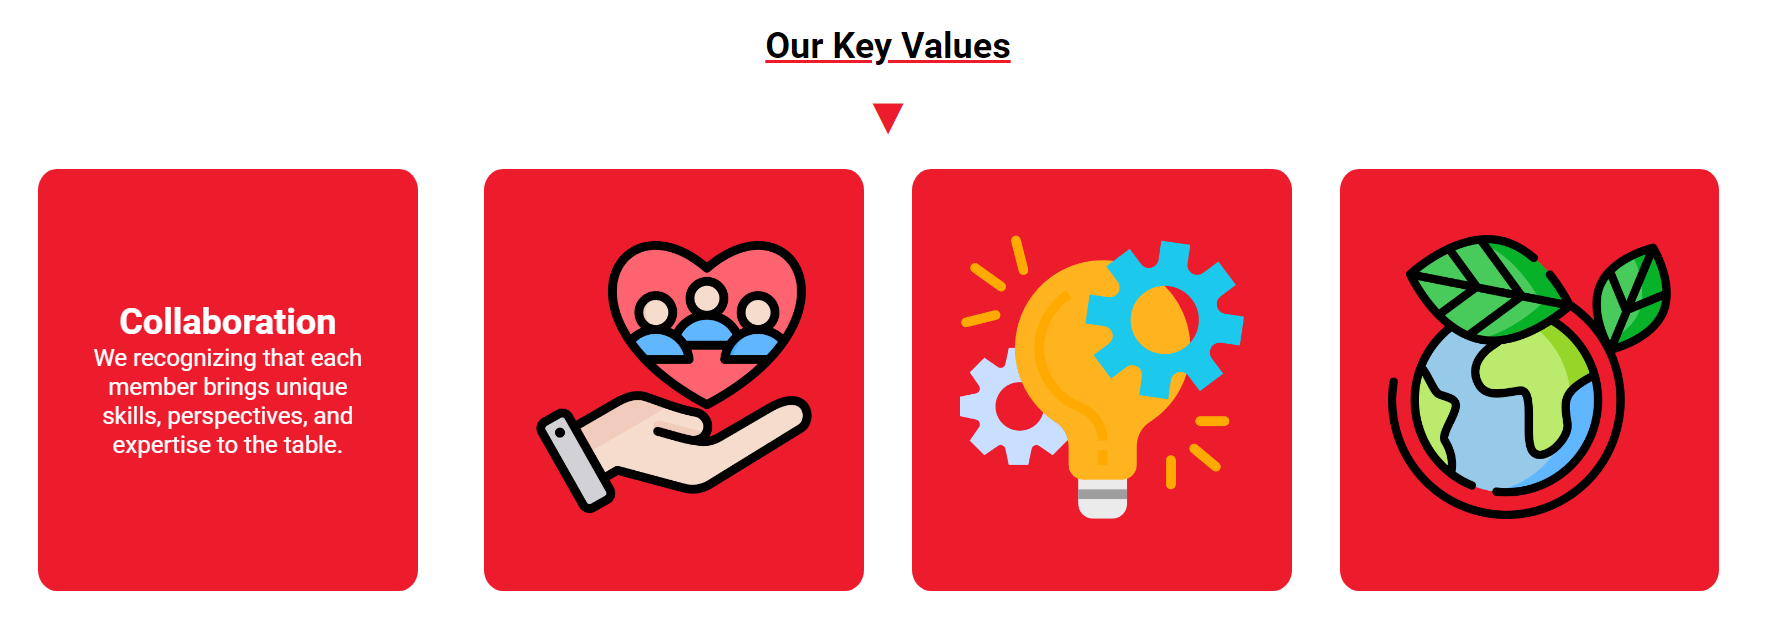 Our Key Values
Collaboration
We recognizing that each
member brings unique
skills, perspectives, and
expertise to the table.